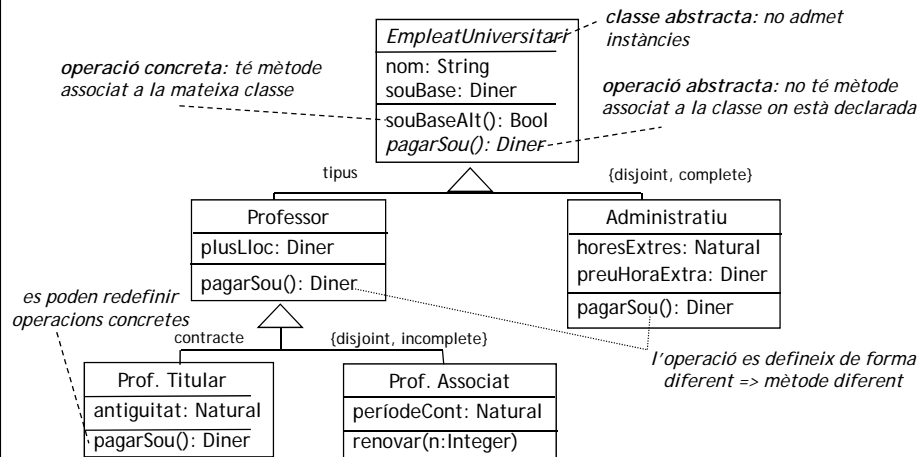 classe abstracta: no admet
instàncies
EmpleatUniversitari
nom: String
souBase: Diner
souBaseAlt(): Bool
pagarSou(): Diner
operació concreta: té mètode
associat a la mateixa classe
operació abstracta: no té mètode
associat a la classe on està declarada
tipus
{disjoint, complete}
Professor
plusLloc: Diner
pagarSou(): Diner
Administratiu
horesExtres: Natural
preuHoraExtra: Diner
pagarSou(): Diner
es poden redefinir
operacions concretes
contracte
{disjoint, incomplete}
l'operació es defineix de forma
diferent => mètode diferent
Prof. Titular
antiguitat: Natural
pagarSou(): Diner
Prof. Associat
períodeCont: Natural
renovar(n:Integer)